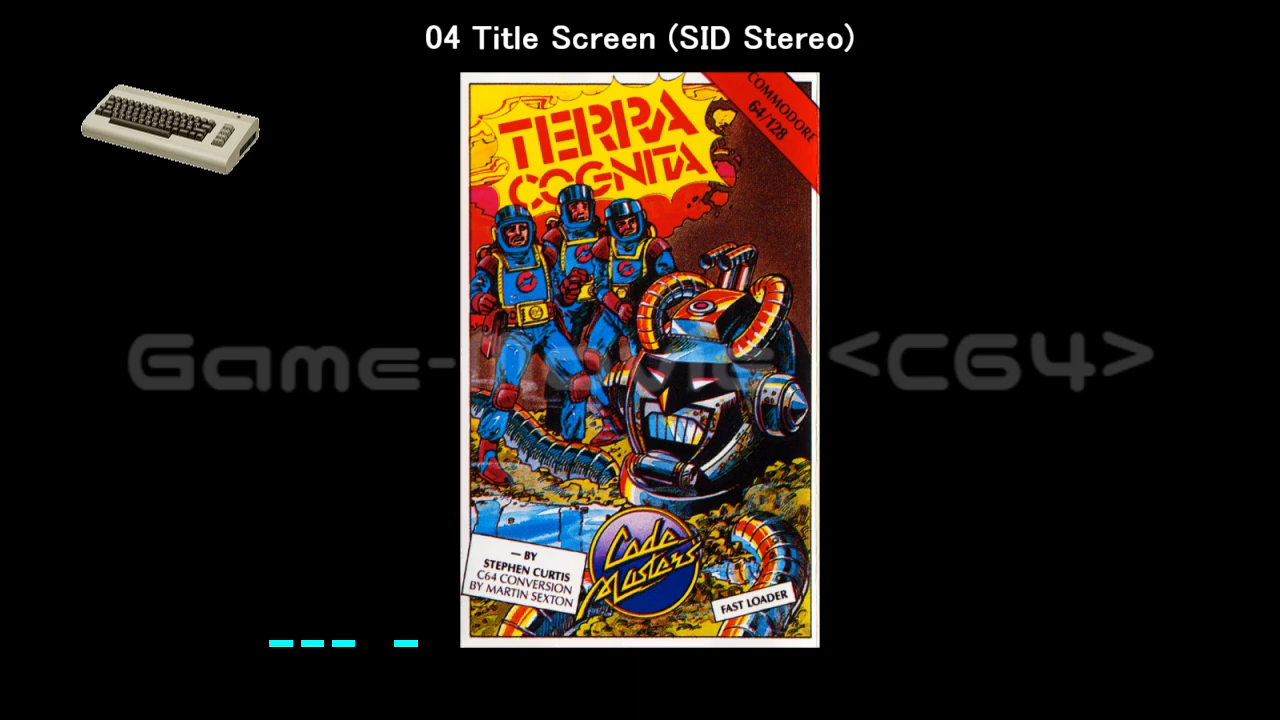 04 Title Screen (SID Stereo)
COMMODORE
64/128
TERRA
COGNITA
Game-Movie <C64>
— BY
STEPHEN CURTIS
C64 CONVERSION
BY MARTIN SEXTON
Code
Masters
FAST LOADER